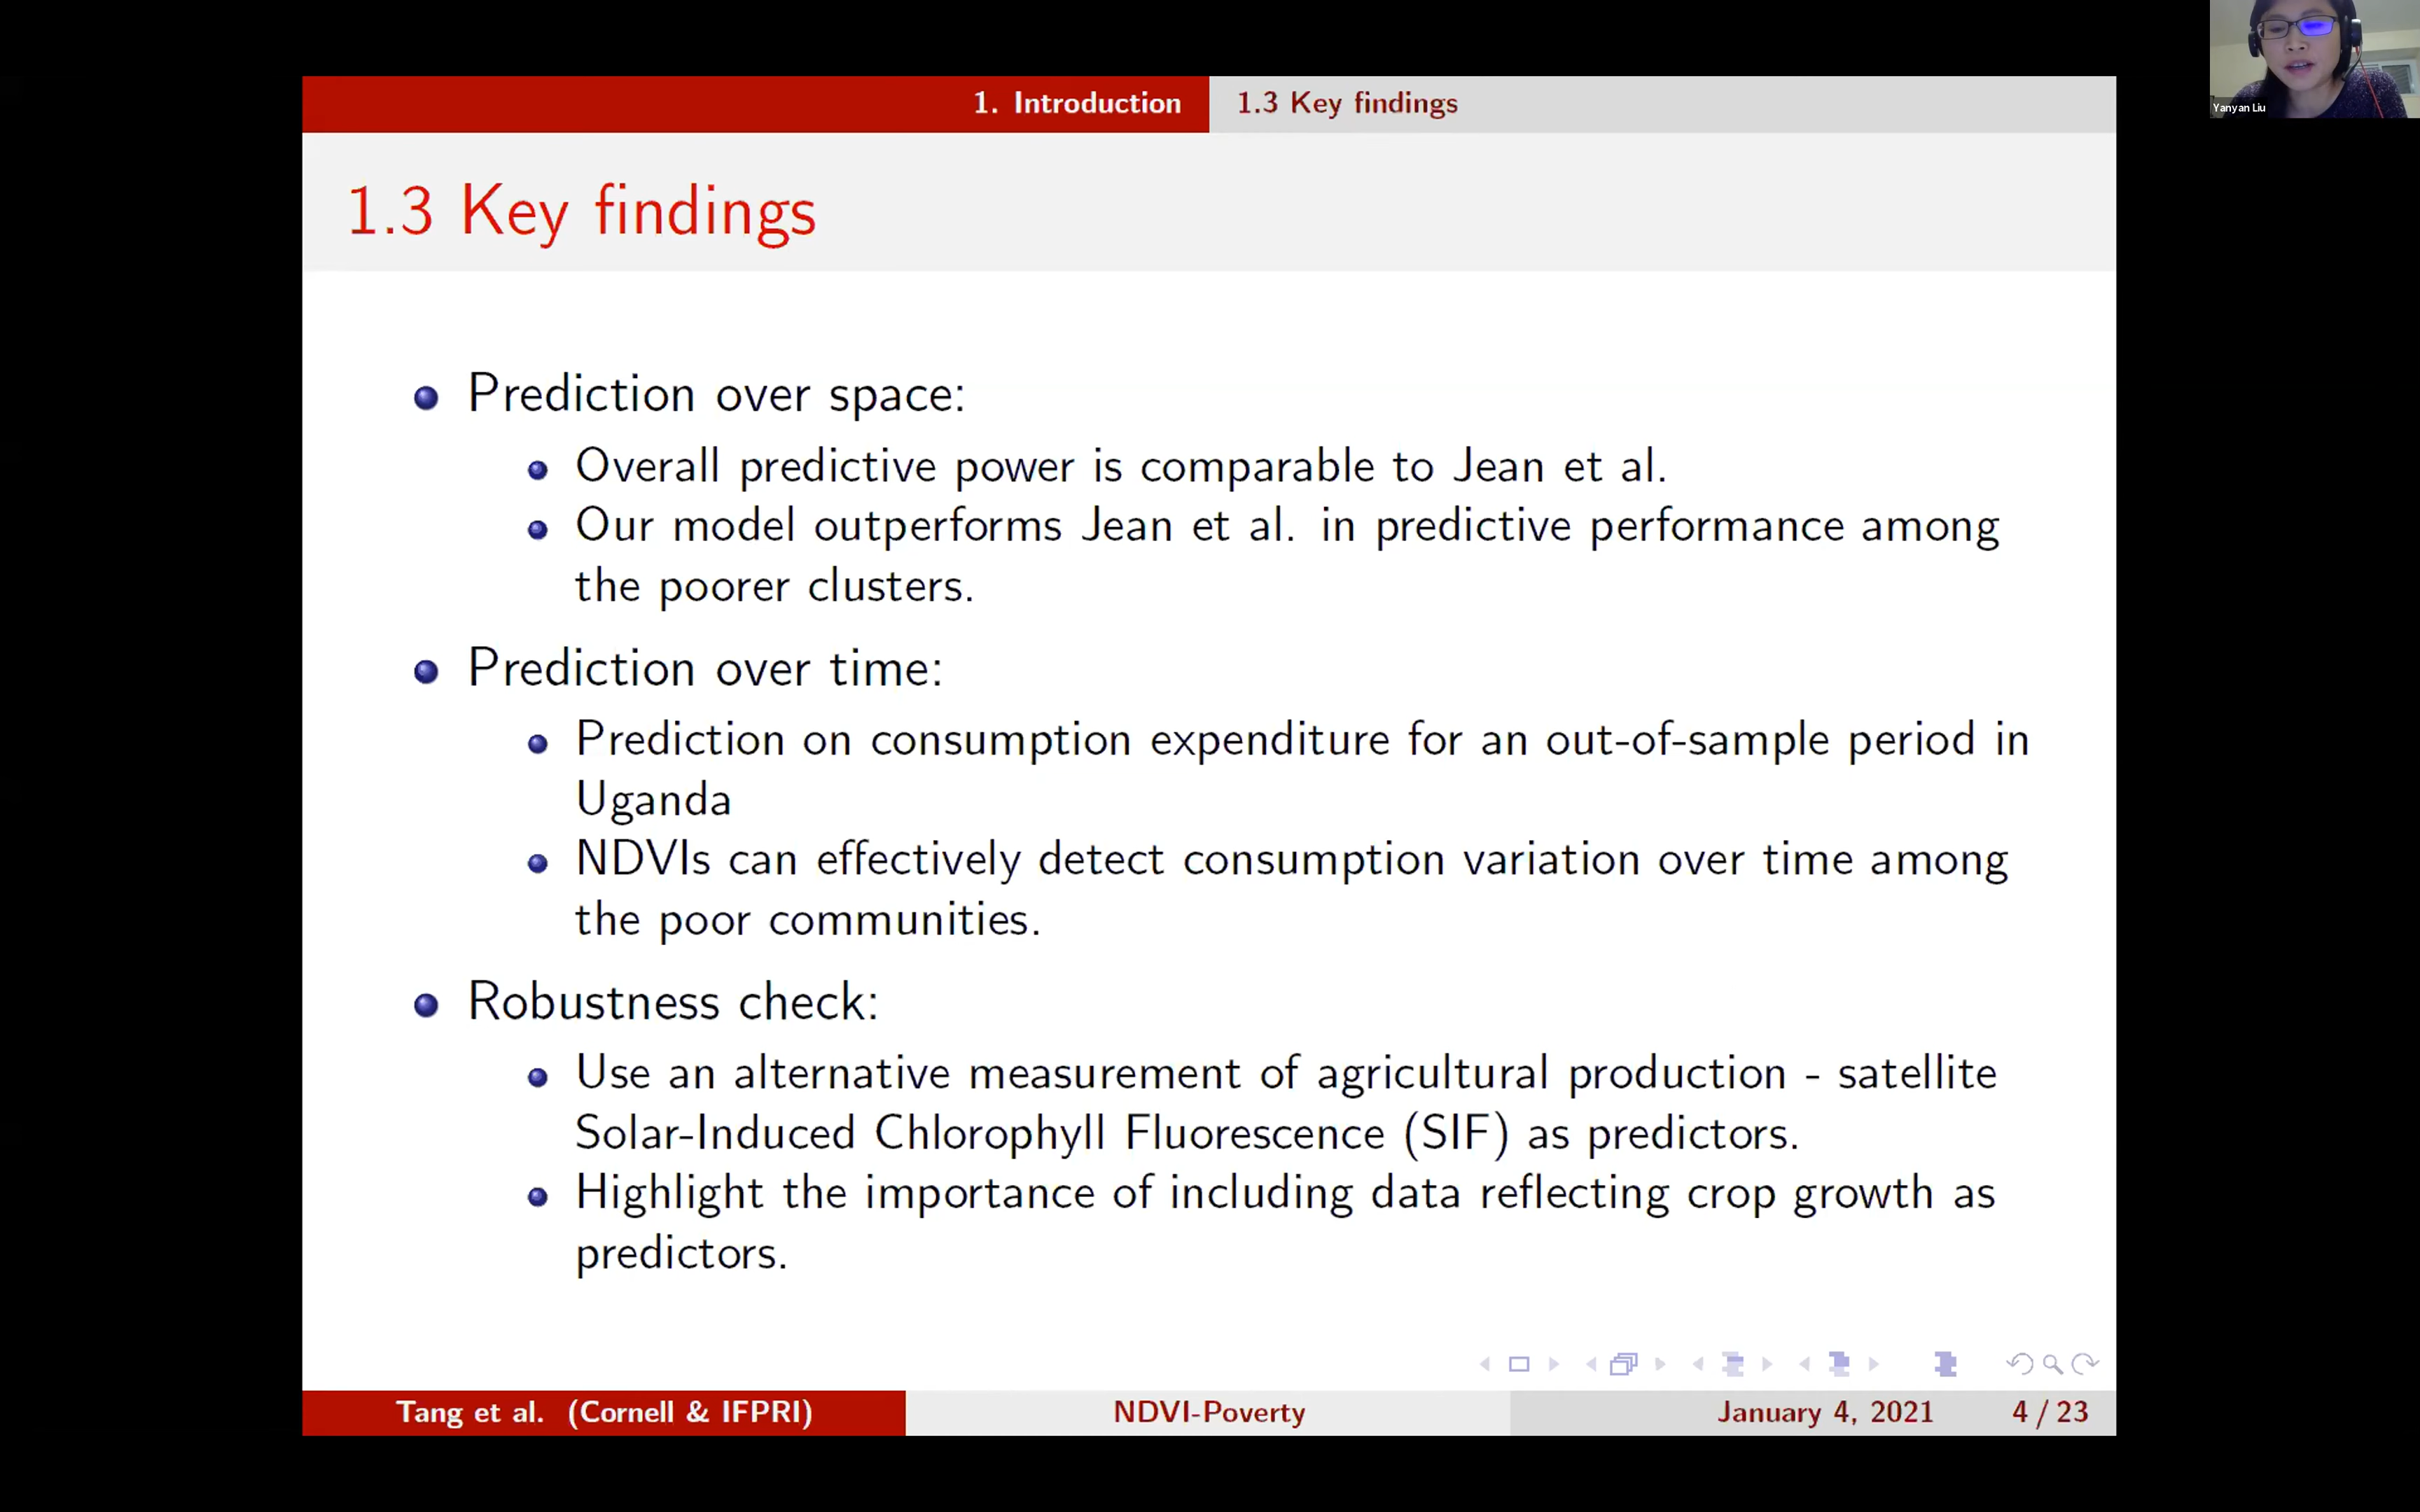 1. Introduction
1.3 Key findings
Yanyan Liu
1.3 Key findings
Prediction over space:
Overall predictive power is comparable to Jean et al.
Our model outperforms Jean et al. in predictive performance among
the poorer clusters.
Prediction over time:
Prediction on consumption expenditure for an out-of-sample period in
Uganda
NDVIs can effectively detect consumption variation over time among
the poor communities.
Robustness check:
Use an alternative measurement of agricultural production - satellite
Solar-Induced Chlorophyll Fluorescence (SIF) as predictors.
Highlight the importance of including data reflecting crop growth as
predictors.
Tang et al. (Cornell & IFPRI)
NDVI-Poverty
January 4, 2021
4 / 23